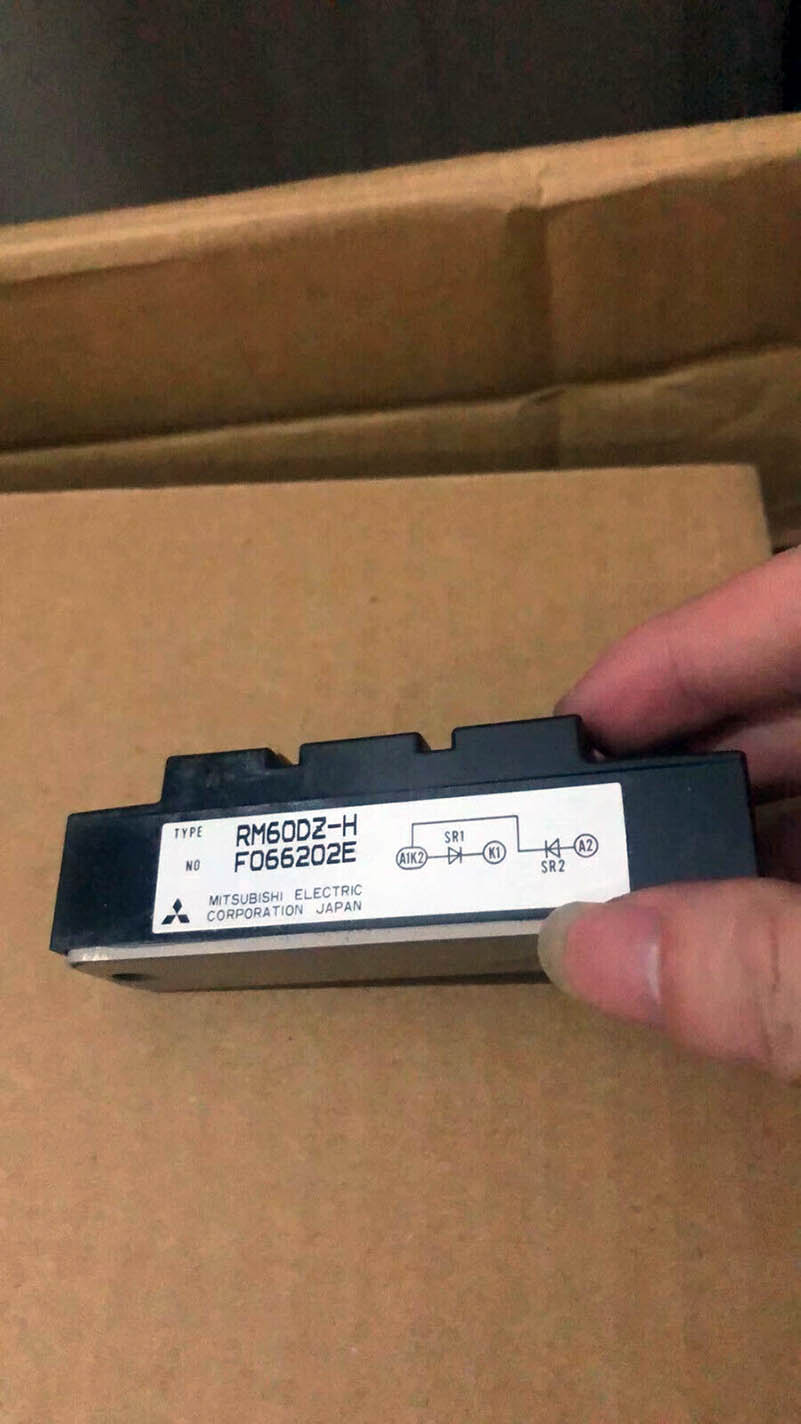 TYPE RM60DZ-H
NO F066202E
MITSUBISHI ELECTRIC
CORPORATION JAPAN
SR1
A1K2 K1 A2
SR2